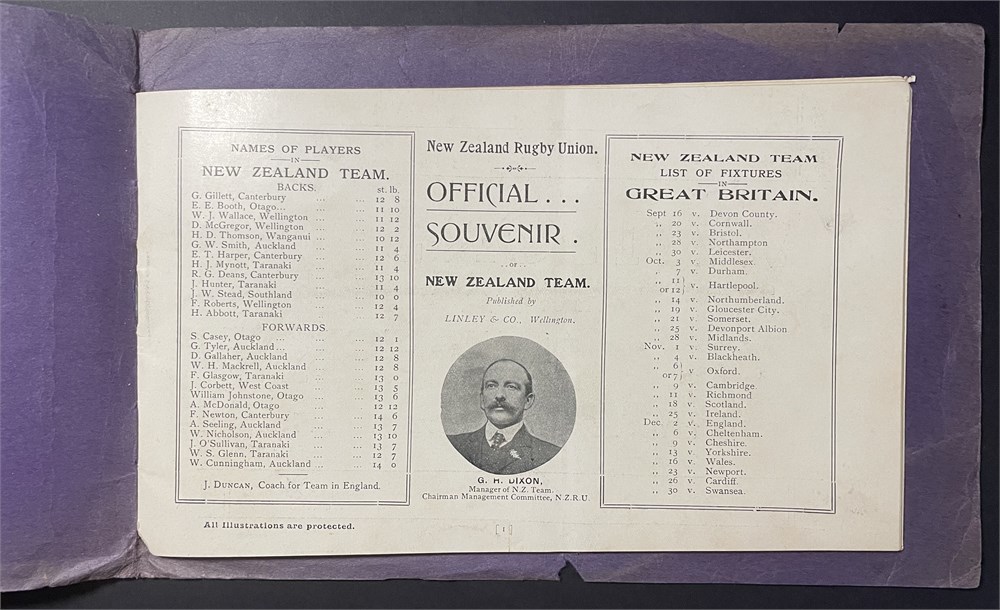 NAMES OF PLAYERS
IN
NEW ZEALAND TEAM.
BACKS. st. lb.
G. Gillett, Canterbury ... ... 12 8
E. E. Booth, Otago... ... 11 10
W. J. Wallace, Wellington ... 11 12
D. McGregor, Wellington ... 12 2
H. D. Thomson, Wanganui ... ... 10 12
G. W. Smith, Auckland ... 11 4
E. T. Harper, Canterbury ... ... 12 6
H. J. Mynott, Taranaki ... ... 11 4
R. G. Deans, Canterbury ... ... 13 10
J. Hunter, Taranaki ... ... 11 4
J. W. Stead, Southland ... ... 10 0
F. Roberts, Wellington ... ... 12 4
H. Abbott, Taranaki ... ... 12 7
FORWARDS.
S. Casey, Otago ... ... ... 12 1
G. Tyler, Auckland... ... ... 12 12
D. Gallaher, Auckland ... ... 12 8
W. H. Mackrell, Auckland ... ... 12 8
F. Glasgow, Taranaki ... ... 13 0
J. Corbett, West Coast ... ... 13 5
William Johnstone, Otago ... ... 13 6
A. McDonald, Otago ... ... 12 12
F. Newton, Canterbury ... ... 14 6
A. Seeling, Auckland ... ... 13 7
W. Nicholson, Auckland ... ... 13 10
J. O'Sullivan, Taranaki ... ... 13 7
W. S. Glenn, Taranaki ... ... 12 7
W. Cunningham, Auckland ... ... 14 0
J. DUNCAN, Coach for Team in England.
All Illustrations are protected.
New Zealand Rugby Union.
OFFICIAL . . .
SOUVENIR .
..OF..
NEW ZEALAND TEAM.
Published by
LINLEY & CO., Wellington.
G. H. DIXON,
Manager of N.Z. Team.
Chairman Management Committee, N.Z.R.U.
[1]
NEW ZEALAND TEAM
LIST OF FIXTURES
IN
GREAT BRITAIN.
Sept 16 v. Devon County.
,, 20 v. Cornwall.
,, 23 v. Bristol.
,, 28 v. Northampton
,, 30 v. Leicester.
Oct. 3 v. Middlesex.
, 7 v. Durham.
,, 11 or 12) v. Hartlepool.
,, 14 v. Northumberland.
,, 19 v. Gloucester City.
,, 21 v. Somerset.
,, 25 v. Devonport Albion
,, 28 v. Midlands.
Nov. 1 v. Surrey.
,, 4 v. Blackheath.
,, 6) or 7) v Oxford.
,, 9 v. Cambridge
,, 11 v. Richmond
,, 18 v. Scotland.
,, 25 v. Ireland.
Dec. 2 v. England.
,, 6 v. Cheltenham.
,, 9 v. Cheshire.
,, 13 v. Yorkshire.
,, 16 v. Wales.
,, 23 v. Newport.
,, 26 v. Cardiff.
,, 30 v. Swansea.